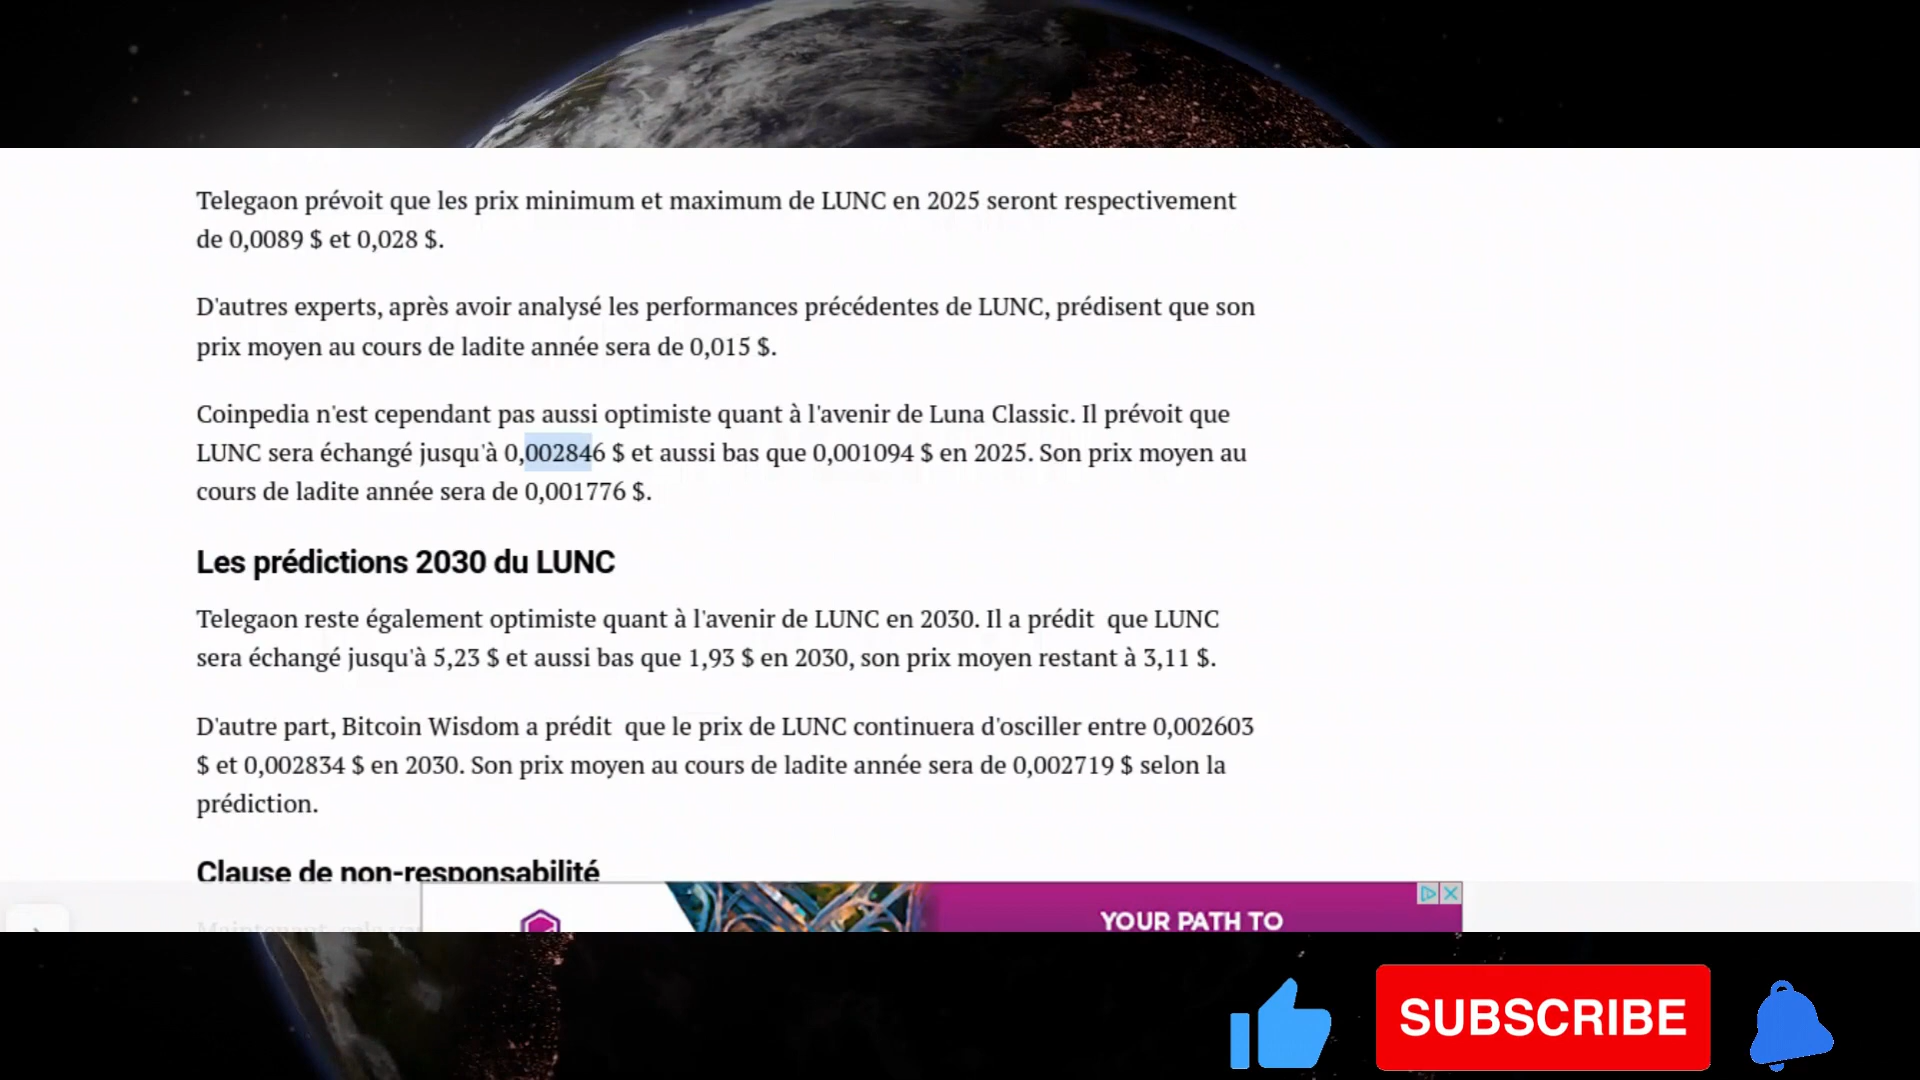 Telegaon prévoit que les prix minimum et maximum de LUNC en 2025 seront respectivement
de 0,0089 $ et 0,028 $.
D'autres experts, après avoir analysé les performances précédentes de LUNC, prédisent que son
prix moyen au cours de ladite année sera de 0,015 $.
Coinpedia n'est cependant pas aussi optimiste quant à l'avenir de Luna Classic. Il prévoit que
LUNC sera échangé jusqu'à 0,002846 $ et aussi bas que 0,001094 $ en 2025. Son prix moyen au
cours de ladite année sera de 0,001776 $.
Les prédictions 2030 du LUNC
Telegaon reste également optimiste quant à l'avenir de LUNC en 2030. Il a prédit  que LUNC
sera échangé jusqu'à 5,23 $ et aussi bas que 1,93 $ en 2030, son prix moyen restant à 3,11 $.
D'autre part, Bitcoin Wisdom a prédit  que le prix de LUNC continuera d'osciller entre 0,002603
$ et 0,002834 $ en 2030. Son prix moyen au cours de ladite année sera de 0,002719 $ selon la
prédiction.
Clause de non-responsabilité
YOUR PATH TO
SUBSCRIBE